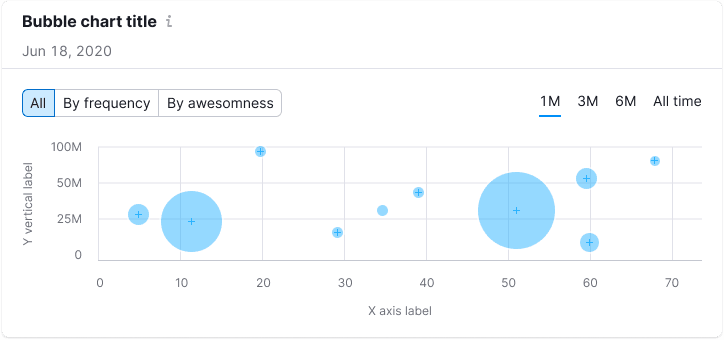 Bubble chart title
Jun 18, 2020
All By frequency By awesomness 1M 3M 6M All time
Y vertical label
100M
50M
25M
0
0 10 20 30 40 50 60 70
X axis label